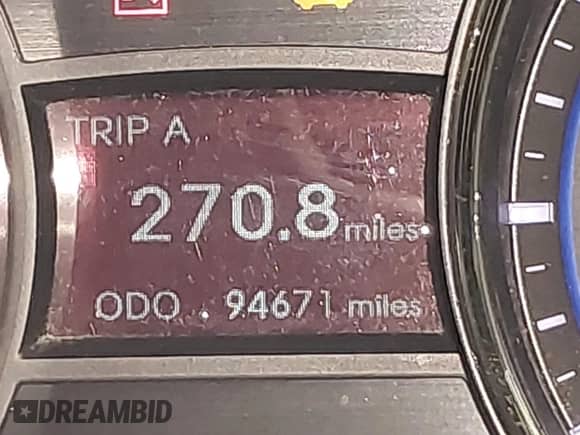 TRIP A
270.8 miles
ODO 94671 miles
DREAMBID